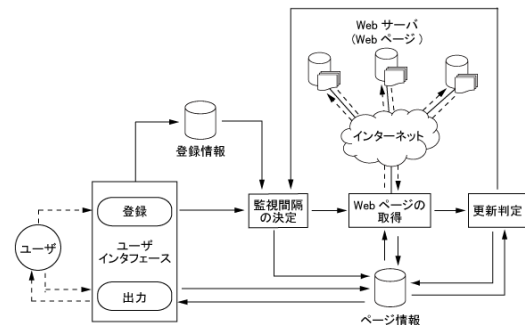 Web サーバ
(Web ページ)
インターネット
登録情報
登録
監視間隔
の決定
Web ページの
取得
更新判定
ユーザ
ユーザ
インタフェース
出力
ページ情報